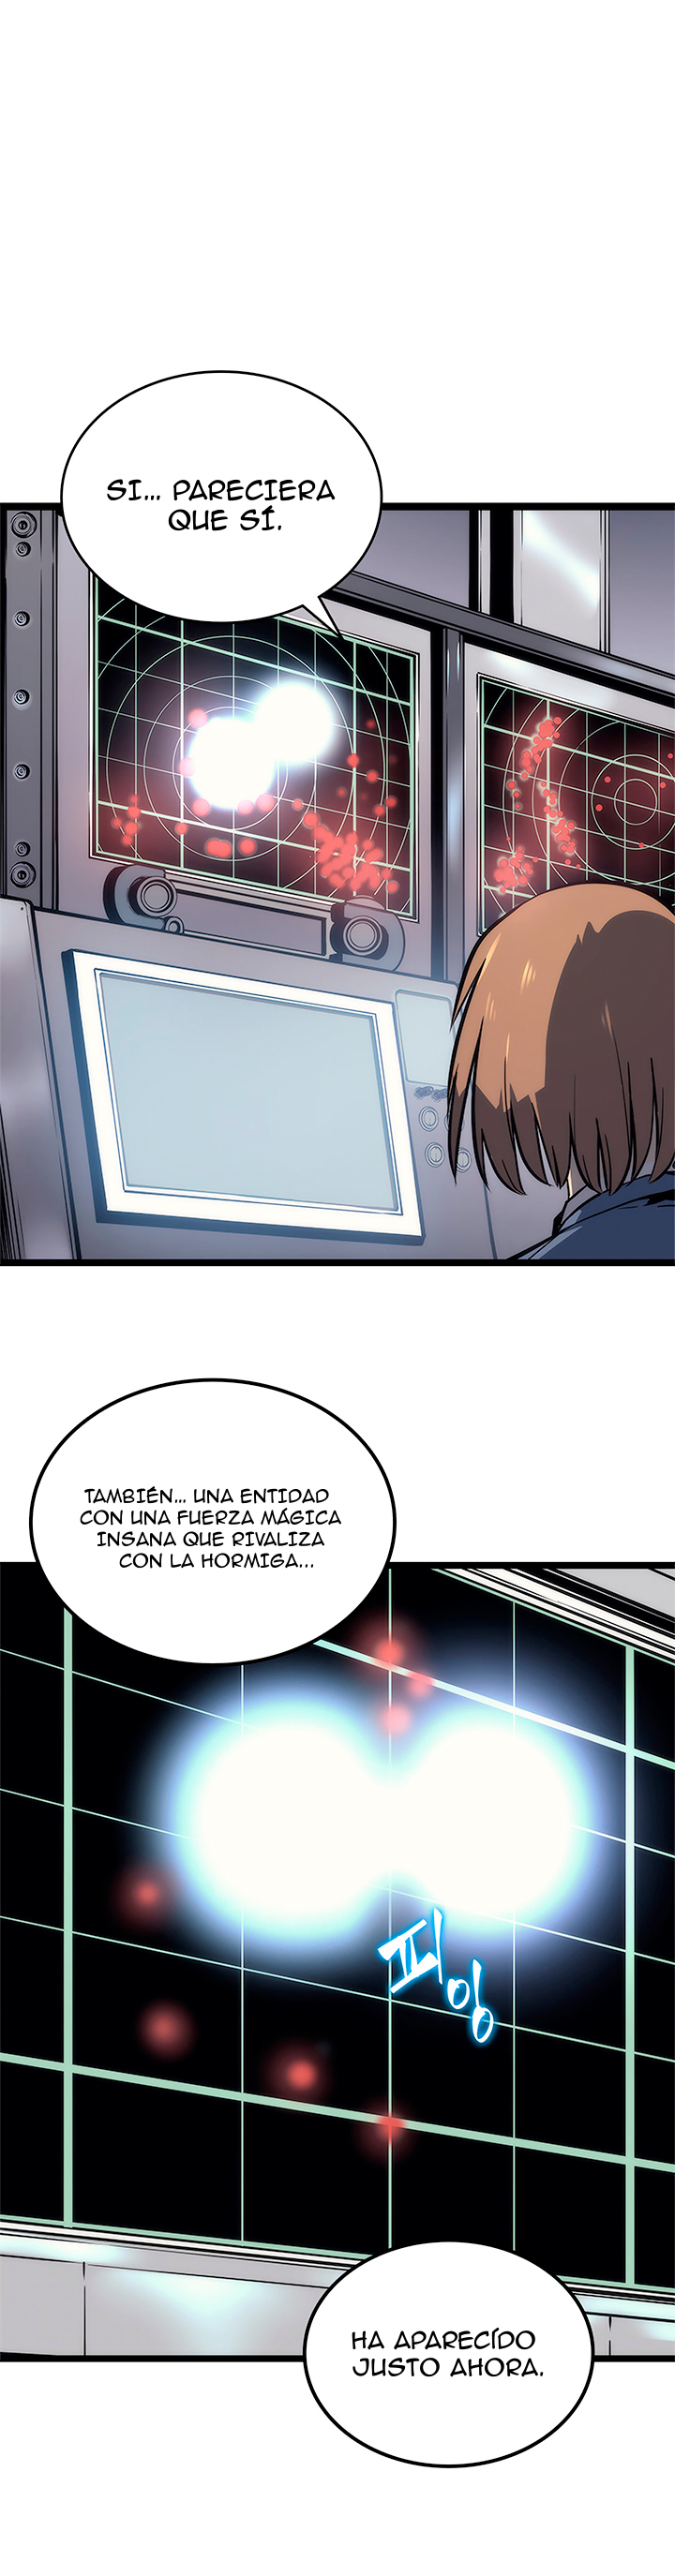 SI... PARECIERA
QUE SÍ.
TAMBIÉN... UNA ENTIDAD
CON UNA FUERZA MÁGICA
INSANA QUE RIVALIZA
CON LA HORMIGA...
피잉
HA APARECÍDO
JUSTO AHORA.